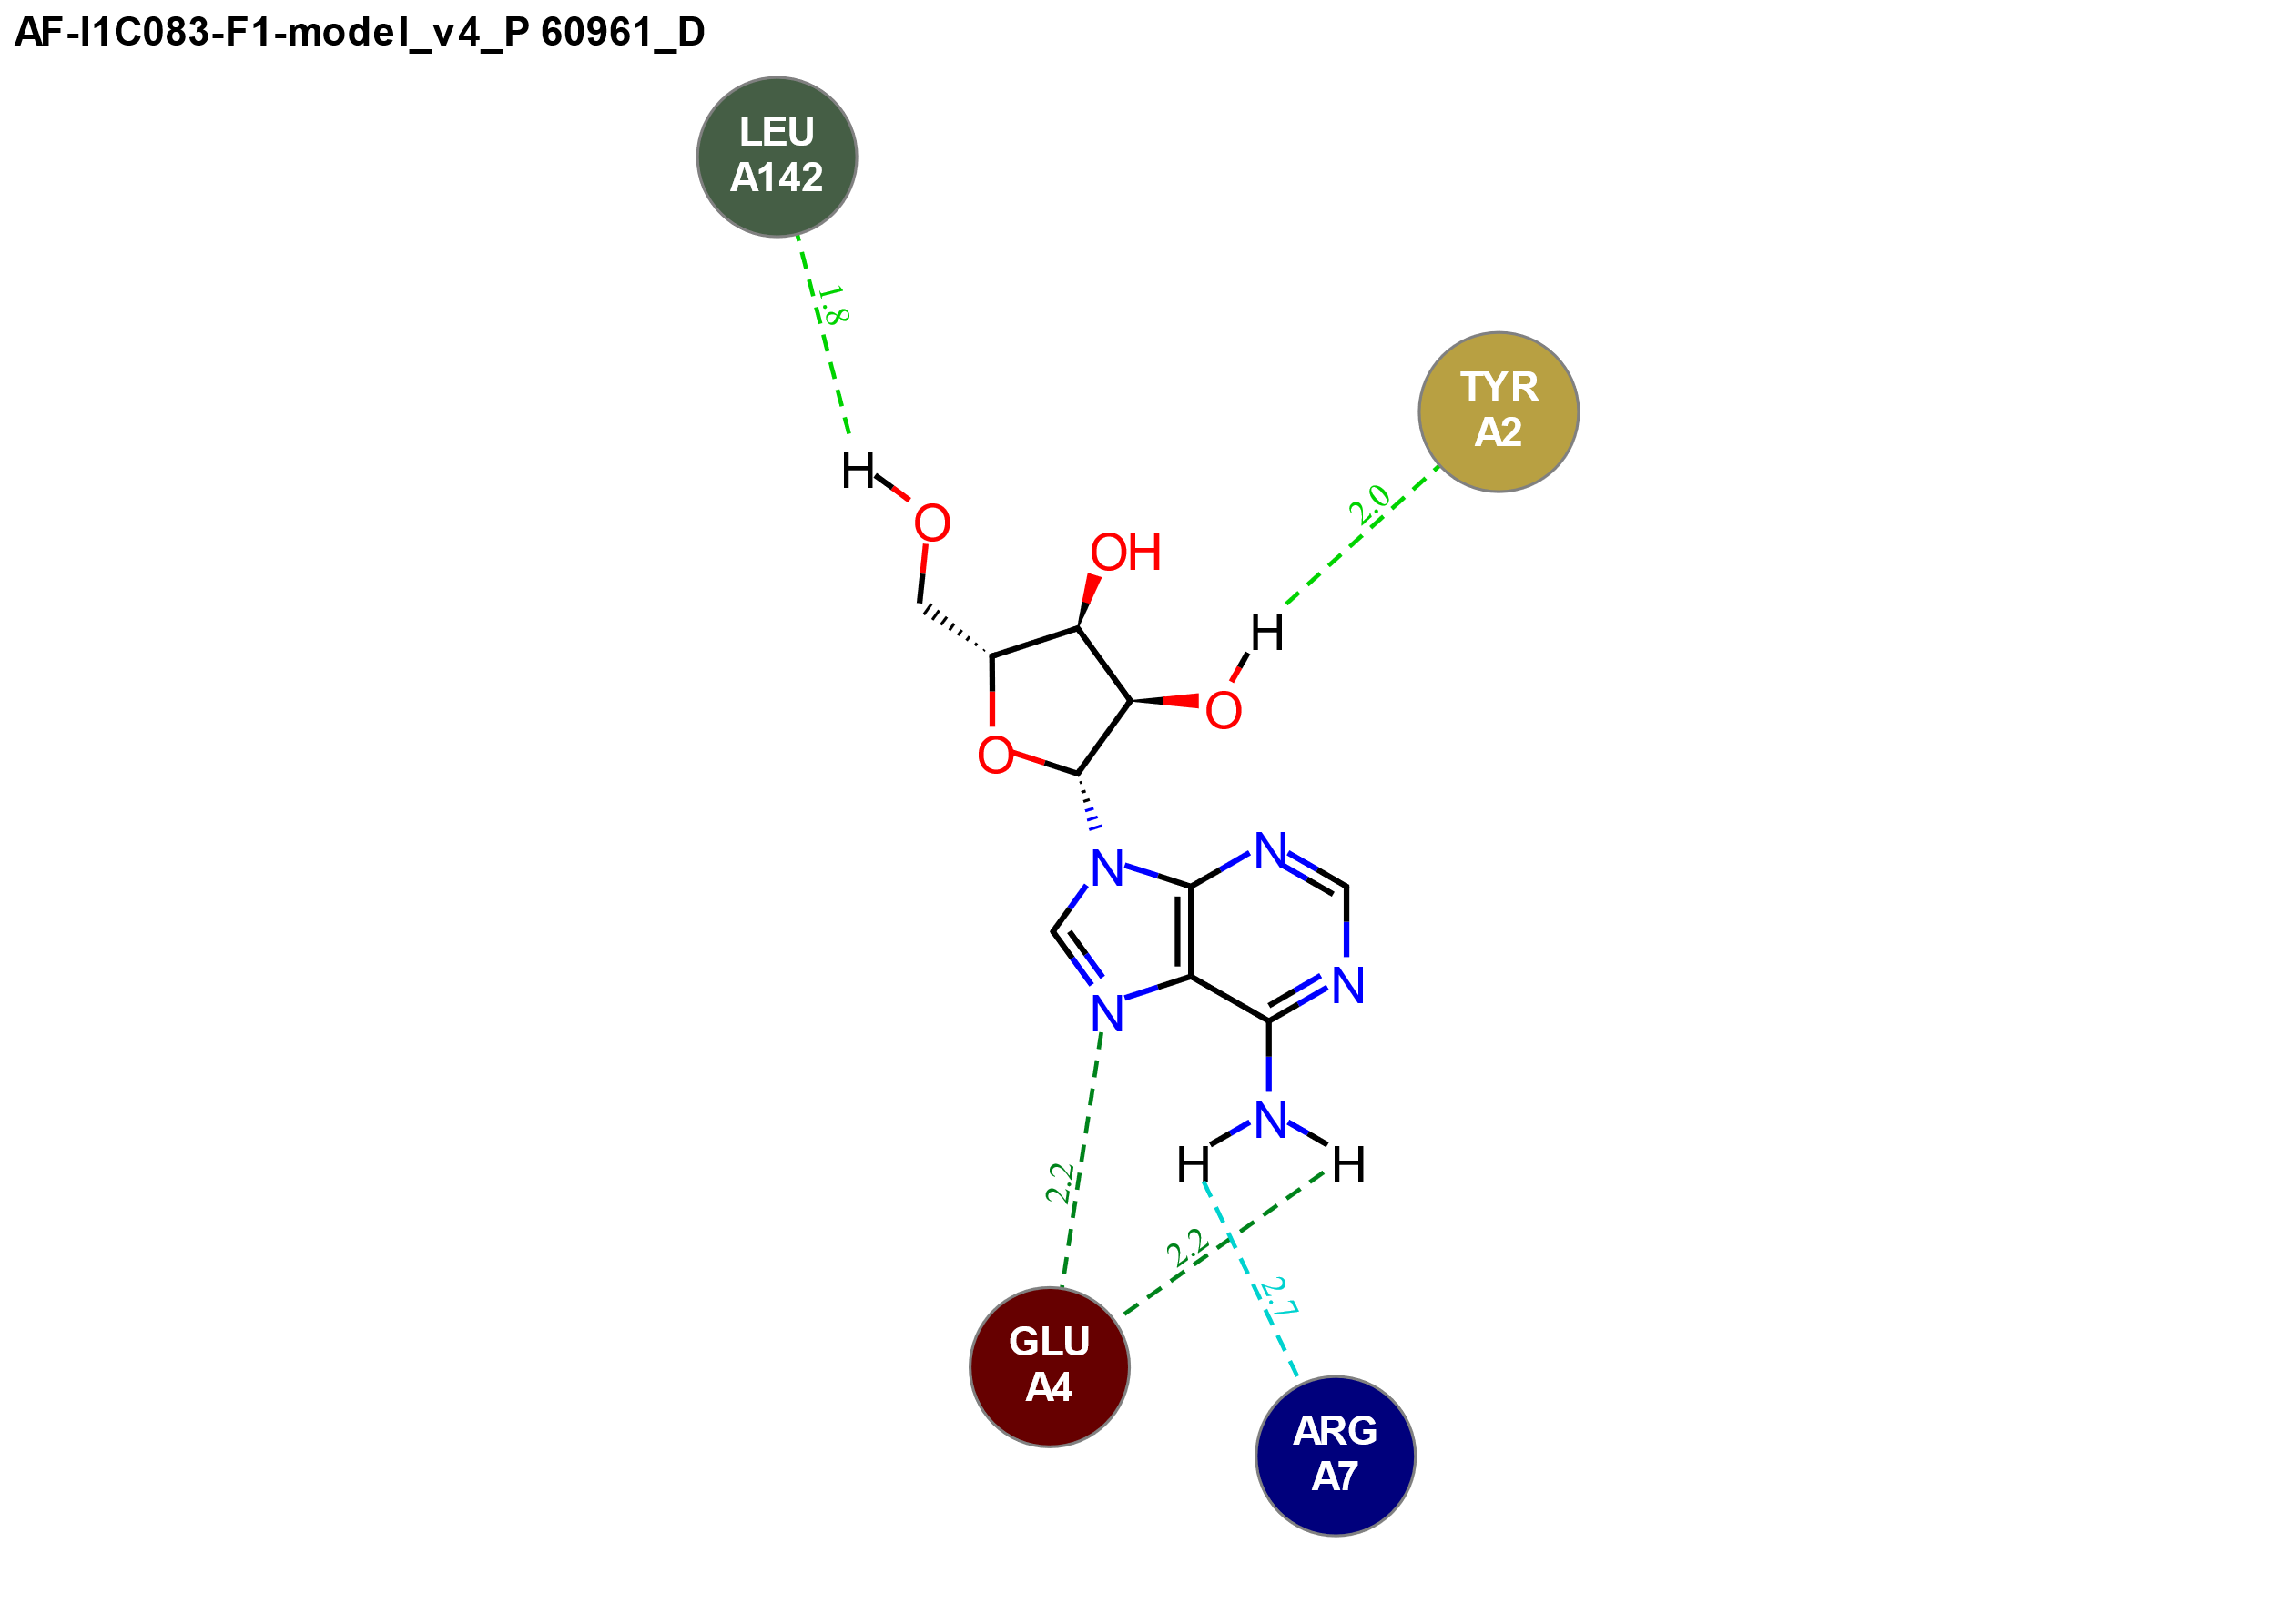 AF-I1C083-F1-model_v4_P 60961_D
LEU
A142
1.8
TYR
A2
2.0
H
O
OH
H
O
O
N
N
N
N
N
H
H
2.2
2.2
2.7
GLU
A4
ARG
A7